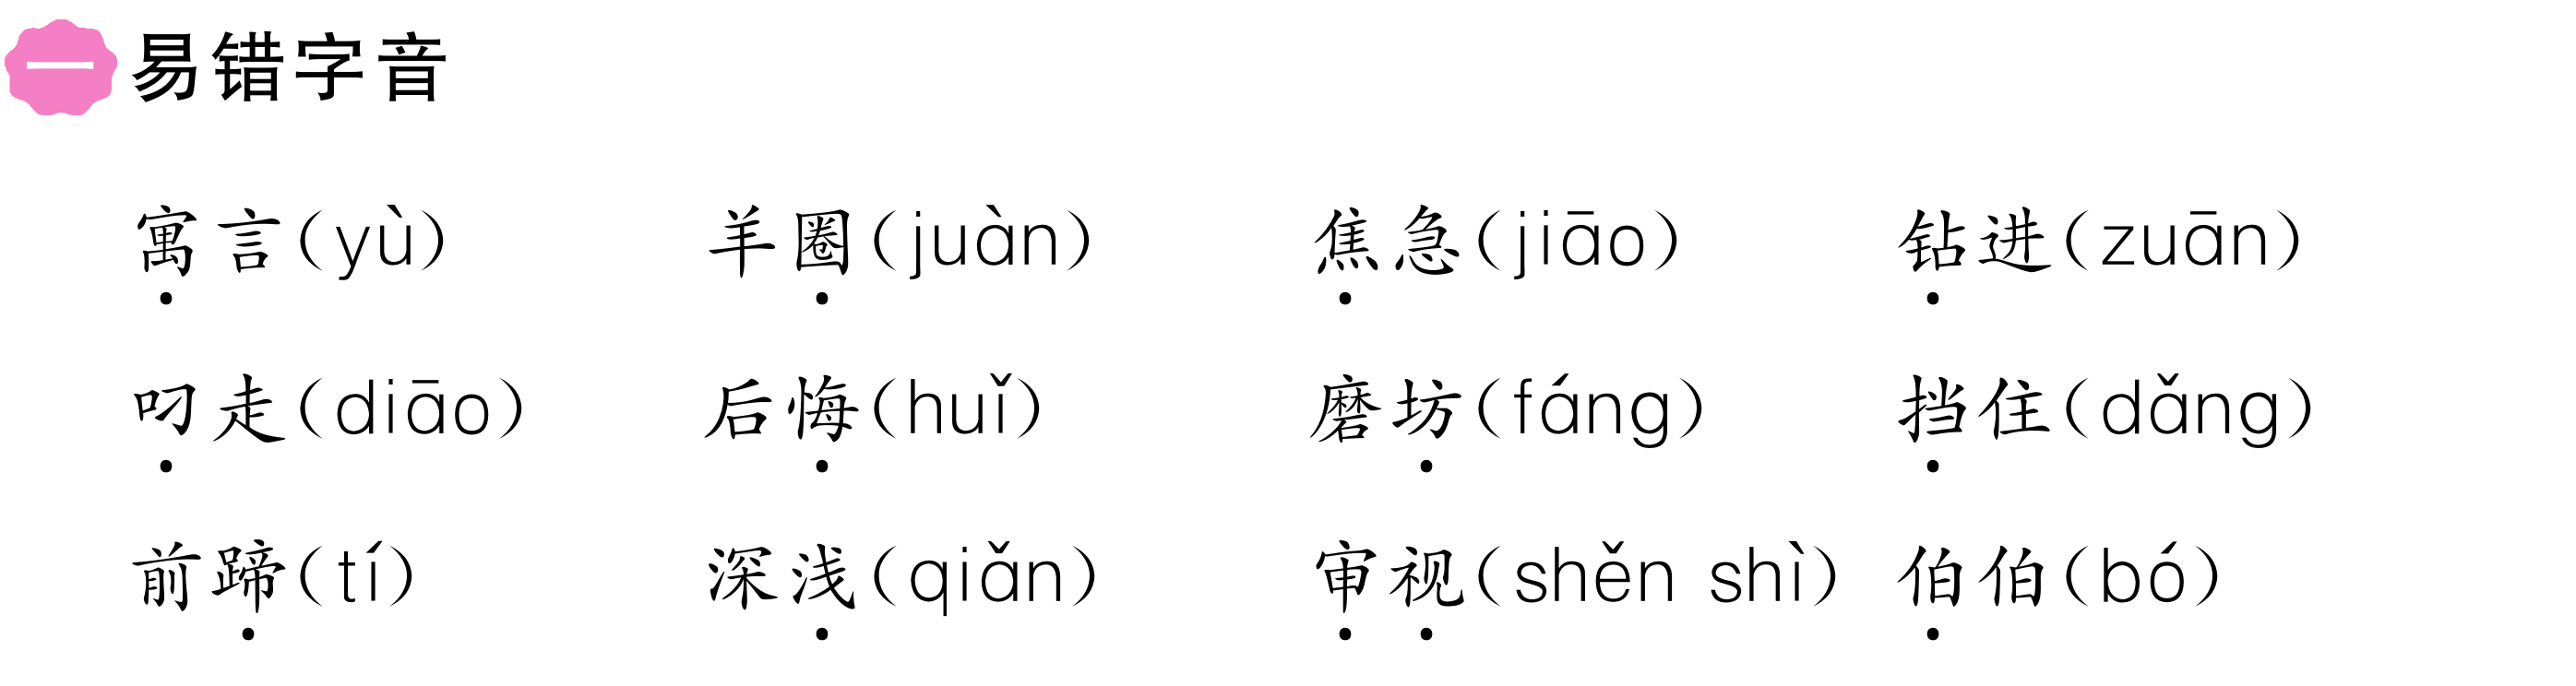 一 易错字音
寓言(yù) 羊圈(juàn) 焦急(jiāo) 钻进(zuān)
叼走(diāo) 后悔(huǐ) 磨坊(fáng) 挡住(dǎng)
前蹄(tí) 深浅(qiǎn) 审视(shěn shì) 伯伯(bó)